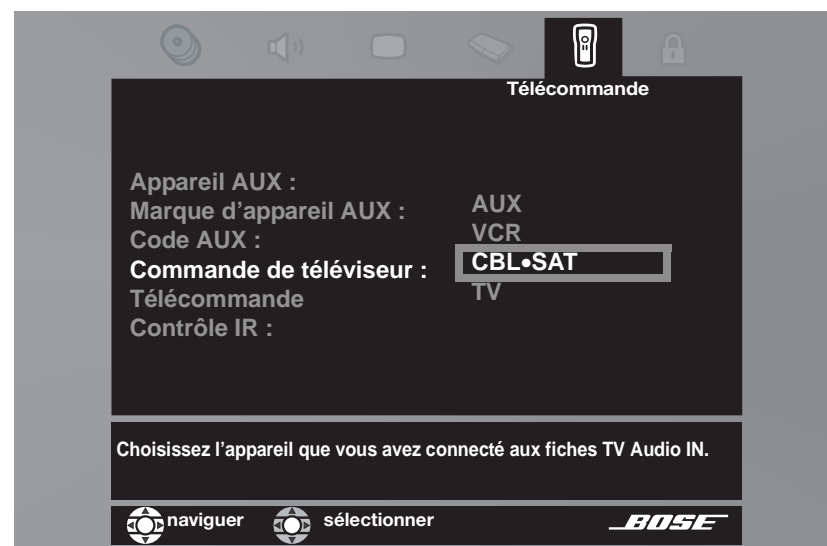 Télécommande
Appareil AUX :
Marque d’appareil AUX :
Code AUX :
Commande de téléviseur :
Télécommande
Contrôle IR :
AUX
VCR
CBL•SAT
TV
Choisissez l’appareil que vous avez connecté aux fiches TV Audio IN.
naviguer
sélectionner
BOSE